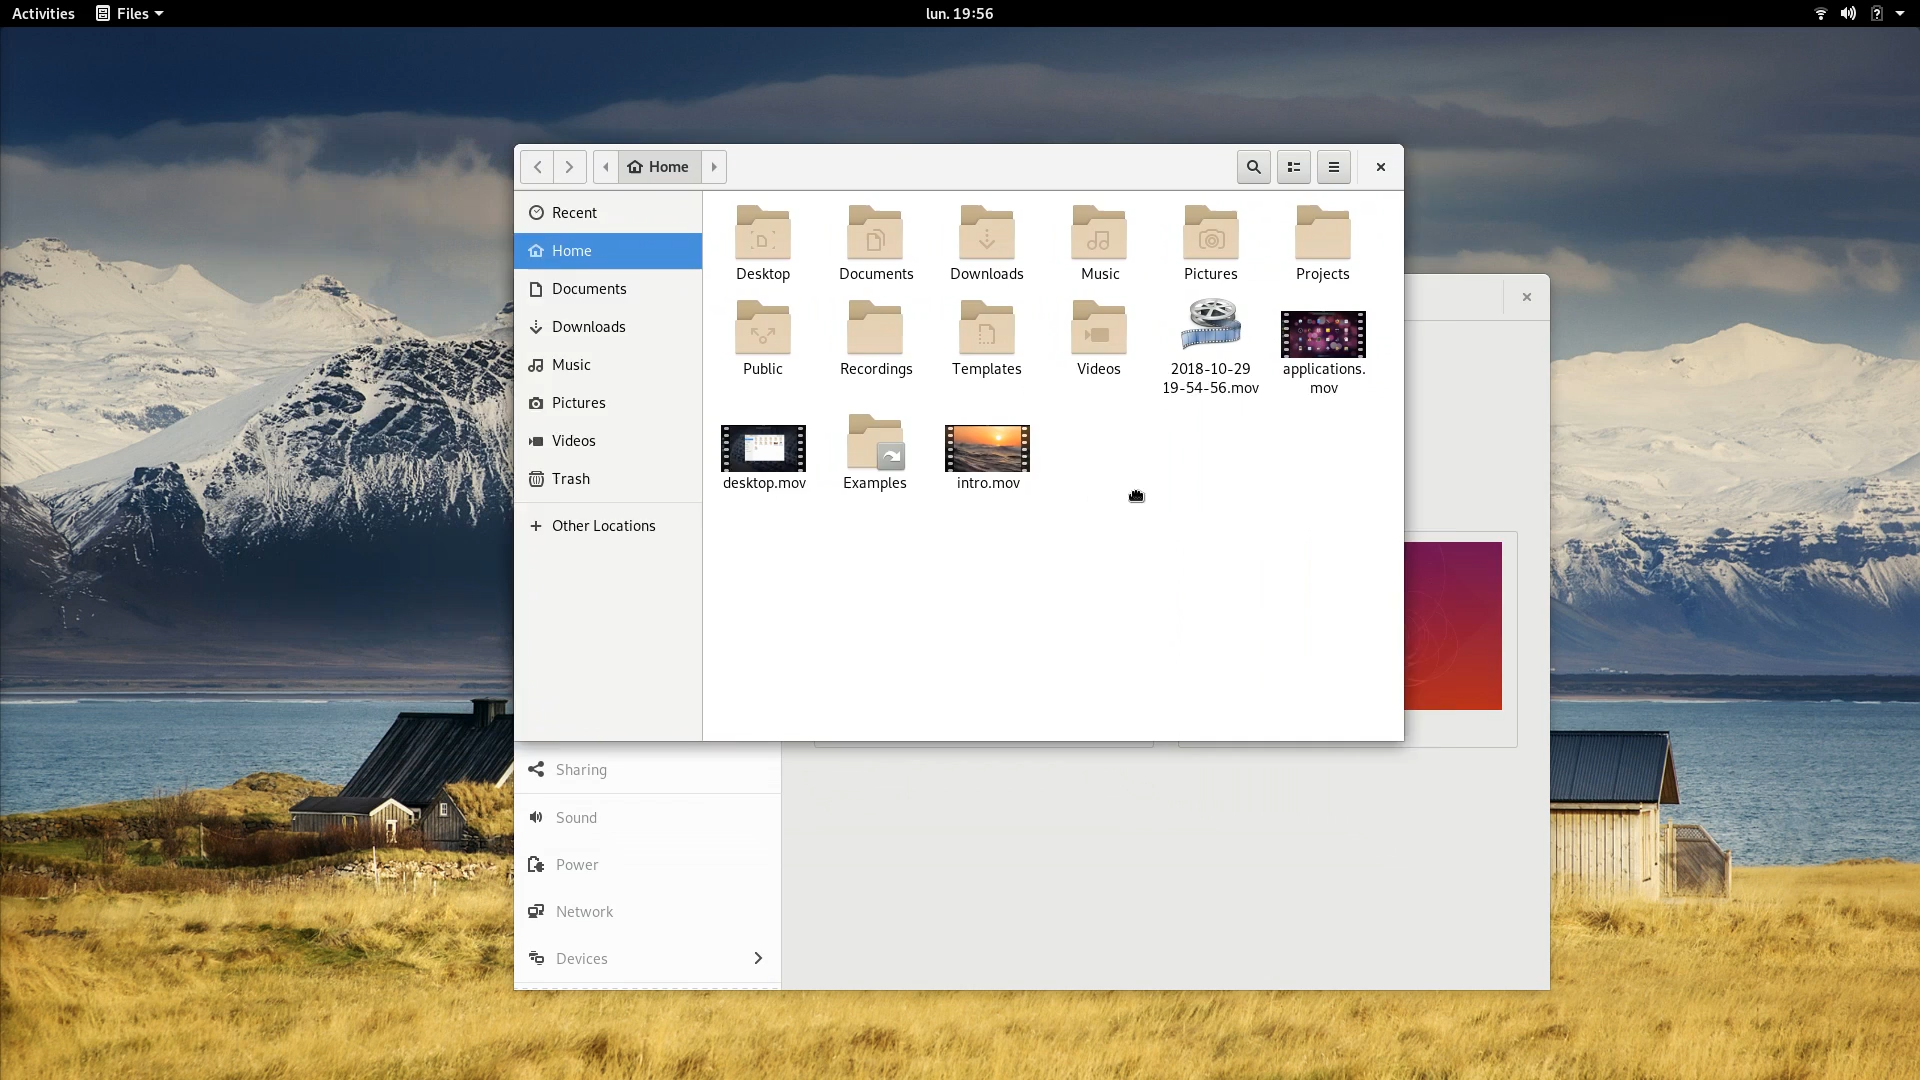 Activities
Files
lun. 19:56
Home
Recent
Home
Documents
Downloads
Music
Pictures
Videos
Trash
Other Locations
Desktop
Documents
Downloads
Music
Pictures
Projects
Public
Recordings
Templates
Videos
2018-10-29
19-54-56.mov
applications.
mov
desktop.mov
Examples
intro.mov
Sharing
Sound
Power
Network
Devices